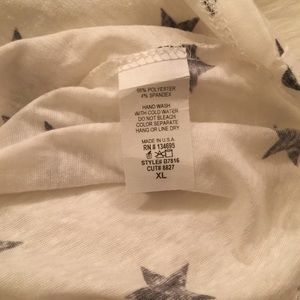 96% POLYESTER
4% SPANDEX
HAND WASH
WITH COLD WATER
DO NOT BLEACH
COLOR SEPARATE
HANG OR LINE DRY
MADE IN U.S.A.
RN # 134695
STYLE# B7816
CUT# 8827
XL